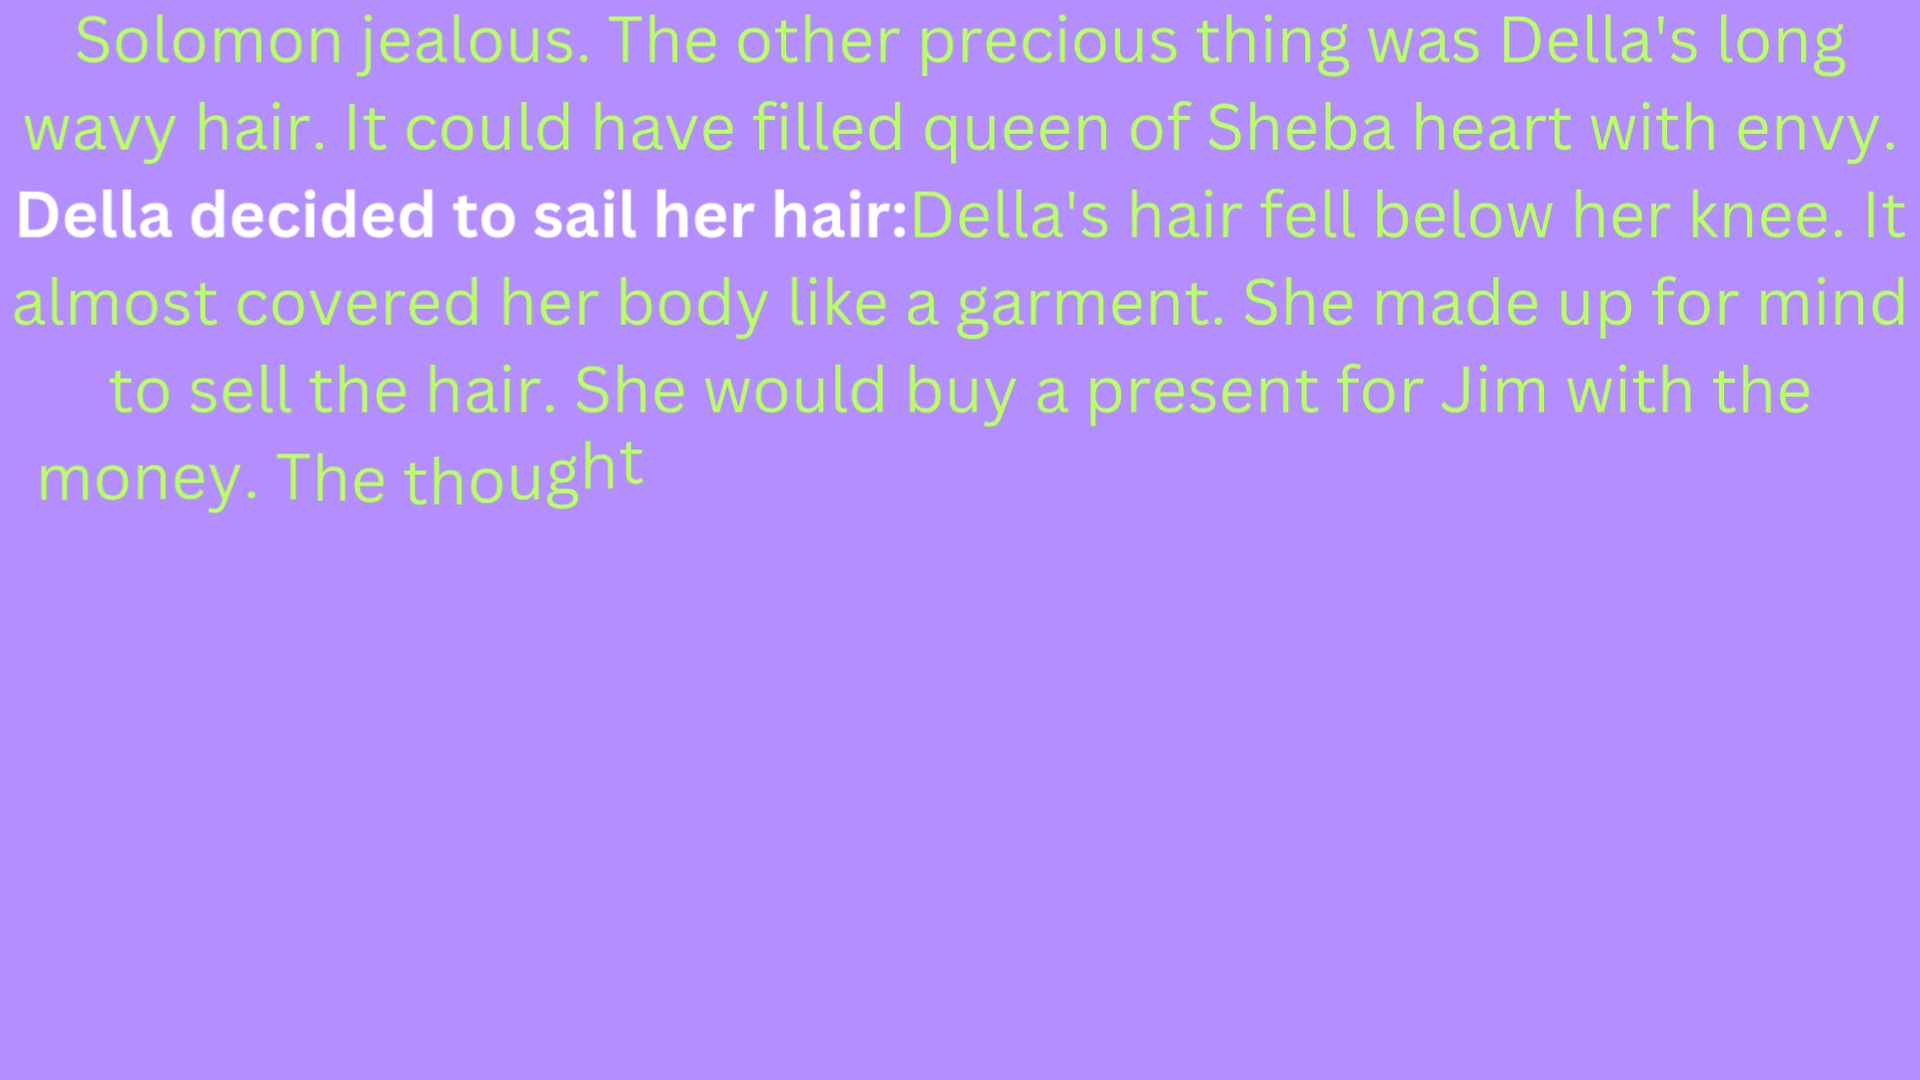 Solomon jealous. The other precious thing was Della's long
wavy hair. It could have filled queen of Sheba heart with envy.
Della decided to sail her hair:Della's hair fell below her knee. It
almost covered her body like a garment. She made up for mind
to sell the hair. She would buy a present for Jim with the
money. The thought